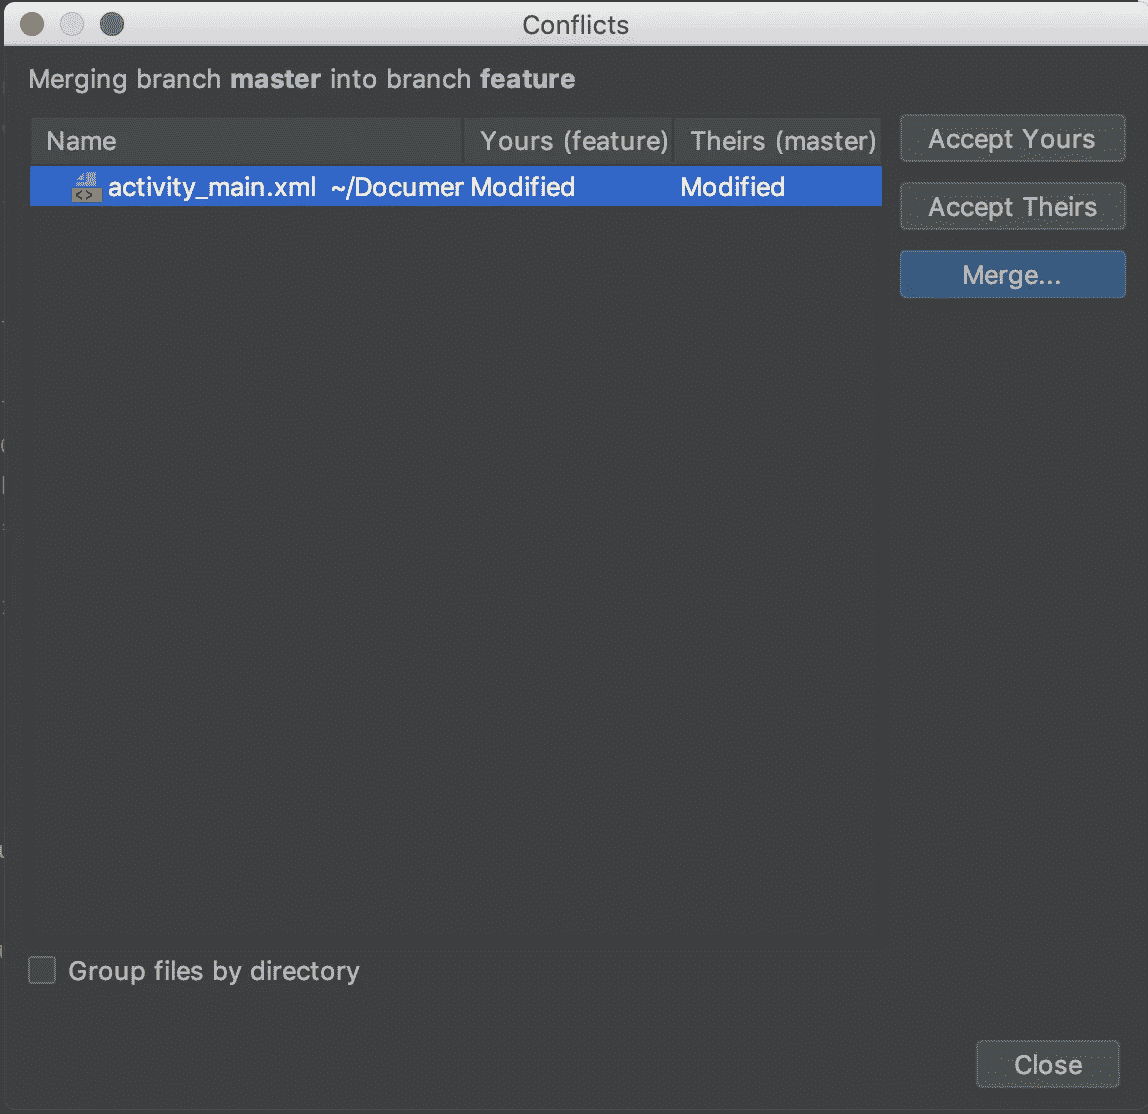 Conflicts
Merging branch master into branch feature
Name Yours (feature) Theirs (master)
activity_main.xml ~/Documer Modified Modified
Accept Yours
Accept Theirs
Merge...
Group files by directory
Close